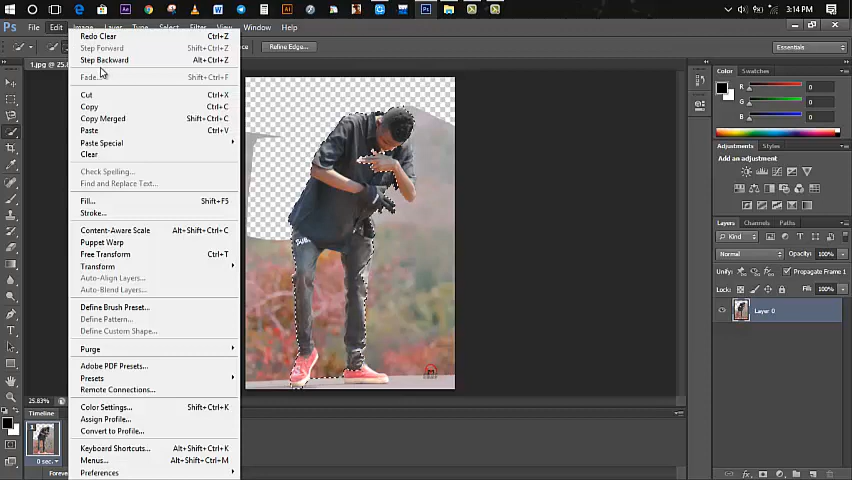 Ps File Edit Image Layer Type Select Filter View Window Help
3:14 PM
Refine Edge...
Essentials
1.jpg @ 25.8
Redo Clear Ctrl+Z
Step Forward Shift+Ctrl+Z
Step Backward Alt+Ctrl+Z
Fade... Shift+Ctrl+F
Cut Ctrl+X
Copy Ctrl+C
Copy Merged Shift+Ctrl+C
Paste Ctrl+V
Paste Special
Clear
Check Spelling...
Find and Replace Text...
Fill... Shift+F5
Stroke...
Content-Aware Scale Alt+Shift+Ctrl+C
Puppet Warp
Free Transform Ctrl+T
Transform
Auto-Align Layers...
Auto-Blend Layers...
Define Brush Preset...
Define Pattern...
Define Custom Shape...
Purge
Adobe PDF Presets...
Presets
Remote Connections...
Color Settings... Shift+Ctrl+K
Assign Profile...
Convert to Profile...
Keyboard Shortcuts... Alt+Shift+Ctrl+K
Menus... Alt+Shift+Ctrl+M
Preferences
Color Swatches
R 0
G 0
B 0
Adjustments Styles
Add an adjustment
Layers Channels Paths
Kind
Normal Opacity: 100%
Unify: Propagate Frame 1
Lock: Fill: 100%
Layer 0
25.83%
Timeline
1
0 sec.
Forever